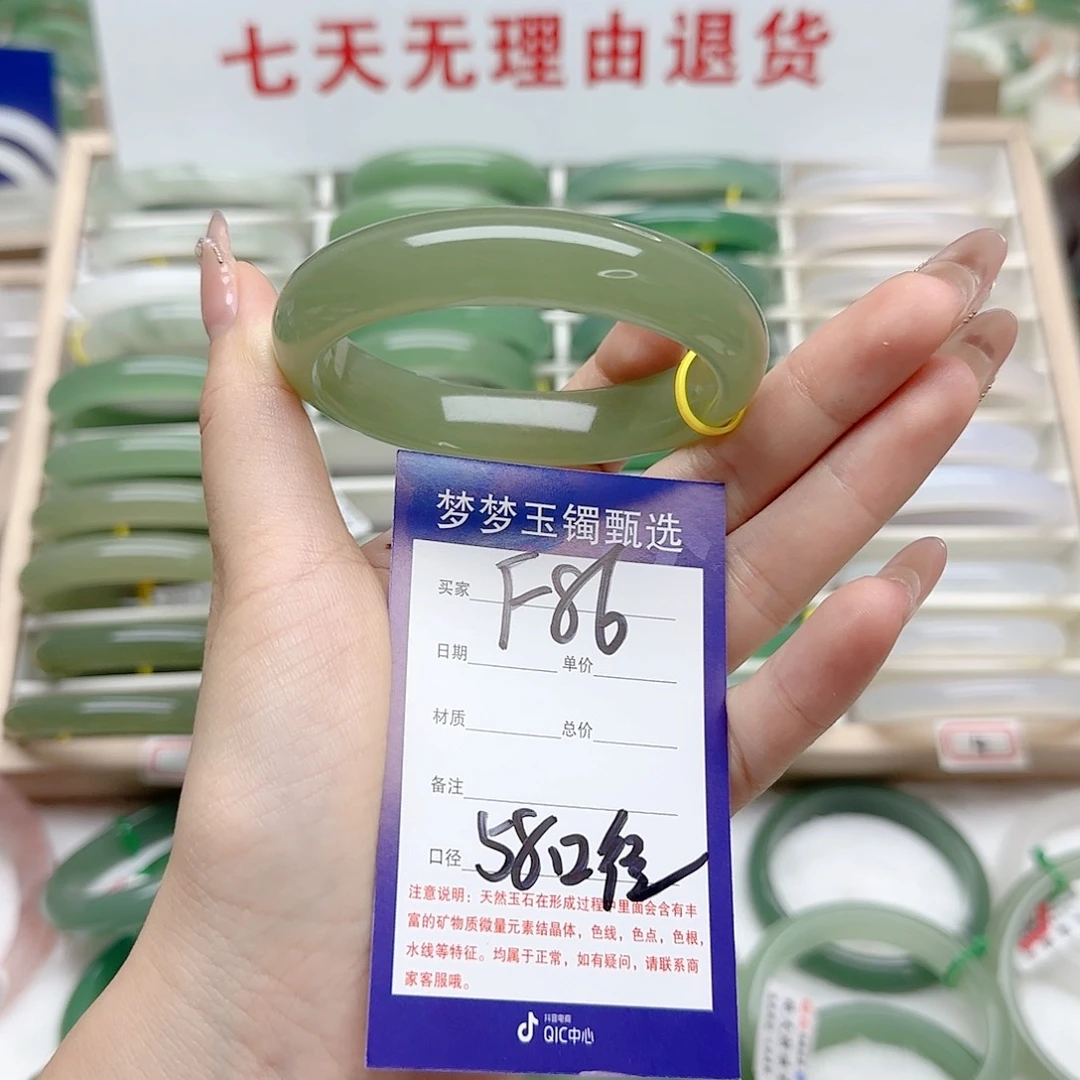 七天无理由退货
梦梦玉镯甄选
买家 F86
日期 单价
材质 总价
备注
口径 58口径
注意说明：天然玉石在形成过程中里面会含有丰
富的矿物质微量元素结晶体，色线，色点，色根，
水线等特征。均属于正常，如有疑问，请联系商
家客服哦。
抖音电商
QIC中心